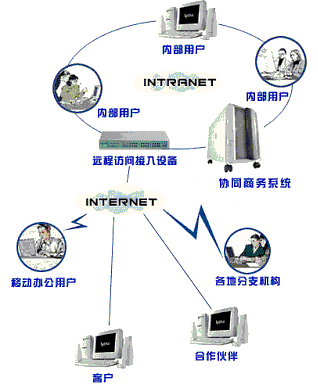 内部用户
INTRANET
内部用户
内部用户
远程访问接入设备
协同商务系统
INTERNET
移动办公用户
各地分支机构
合作伙伴
客户